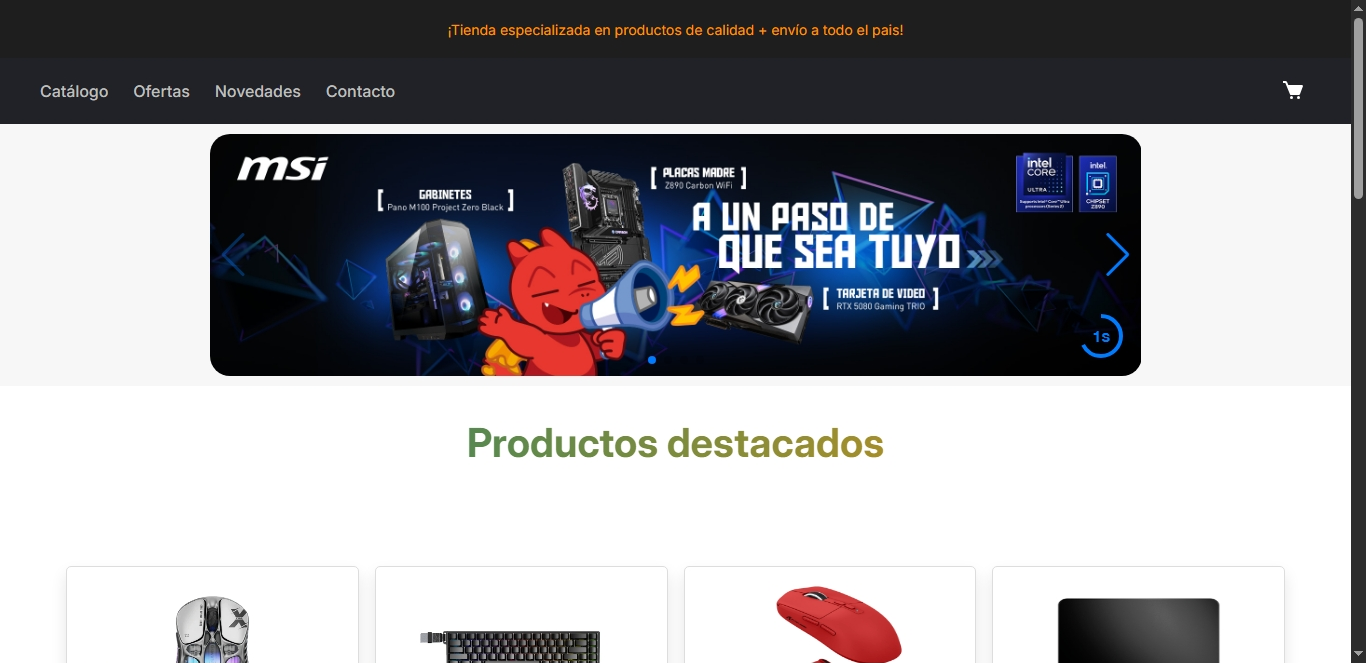 ¡Tienda especializada en productos de calidad + envío a todo el pais!
Catálogo Ofertas Novedades Contacto
msi
[ GABINETES ]
Pano M100 Project Zero Black
[ PLACAS MADRE ]
Z890 Carbon WiFi
intel
CORE
ULTRA
intel
CHIPSET
Z890
A UN PASO DE
QUE SEA TUYO
[ TARJETA DE VIDEO ]
RTX 5080 Gaming TRIO
1s
Productos destacados
X